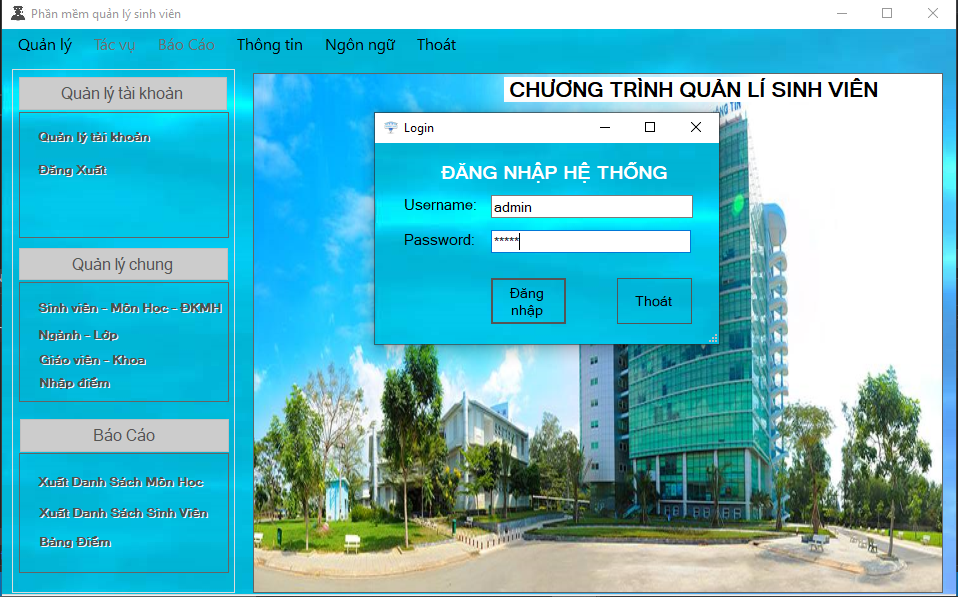 Phần mềm quản lý sinh viên
Quản lý Tác vụ Báo Cáo Thông tin Ngôn ngữ Thoát
Quản lý tài khoản
Quản lý tài khoản
Đăng Xuất
Quản lý chung
Sinh viên - Môn Học - ĐKMH
Ngành - Lớp
Giáo viên - Khoa
Nhập điểm
Báo Cáo
Xuất Danh Sách Môn Học
Xuất Danh Sách Sinh Viên
Bảng Điểm
CHƯƠNG TRÌNH QUẢN LÍ SINH VIÊN
Login
ĐĂNG NHẬP HỆ THỐNG
Username: admin
Password: *****
Đăng
nhập
Thoát